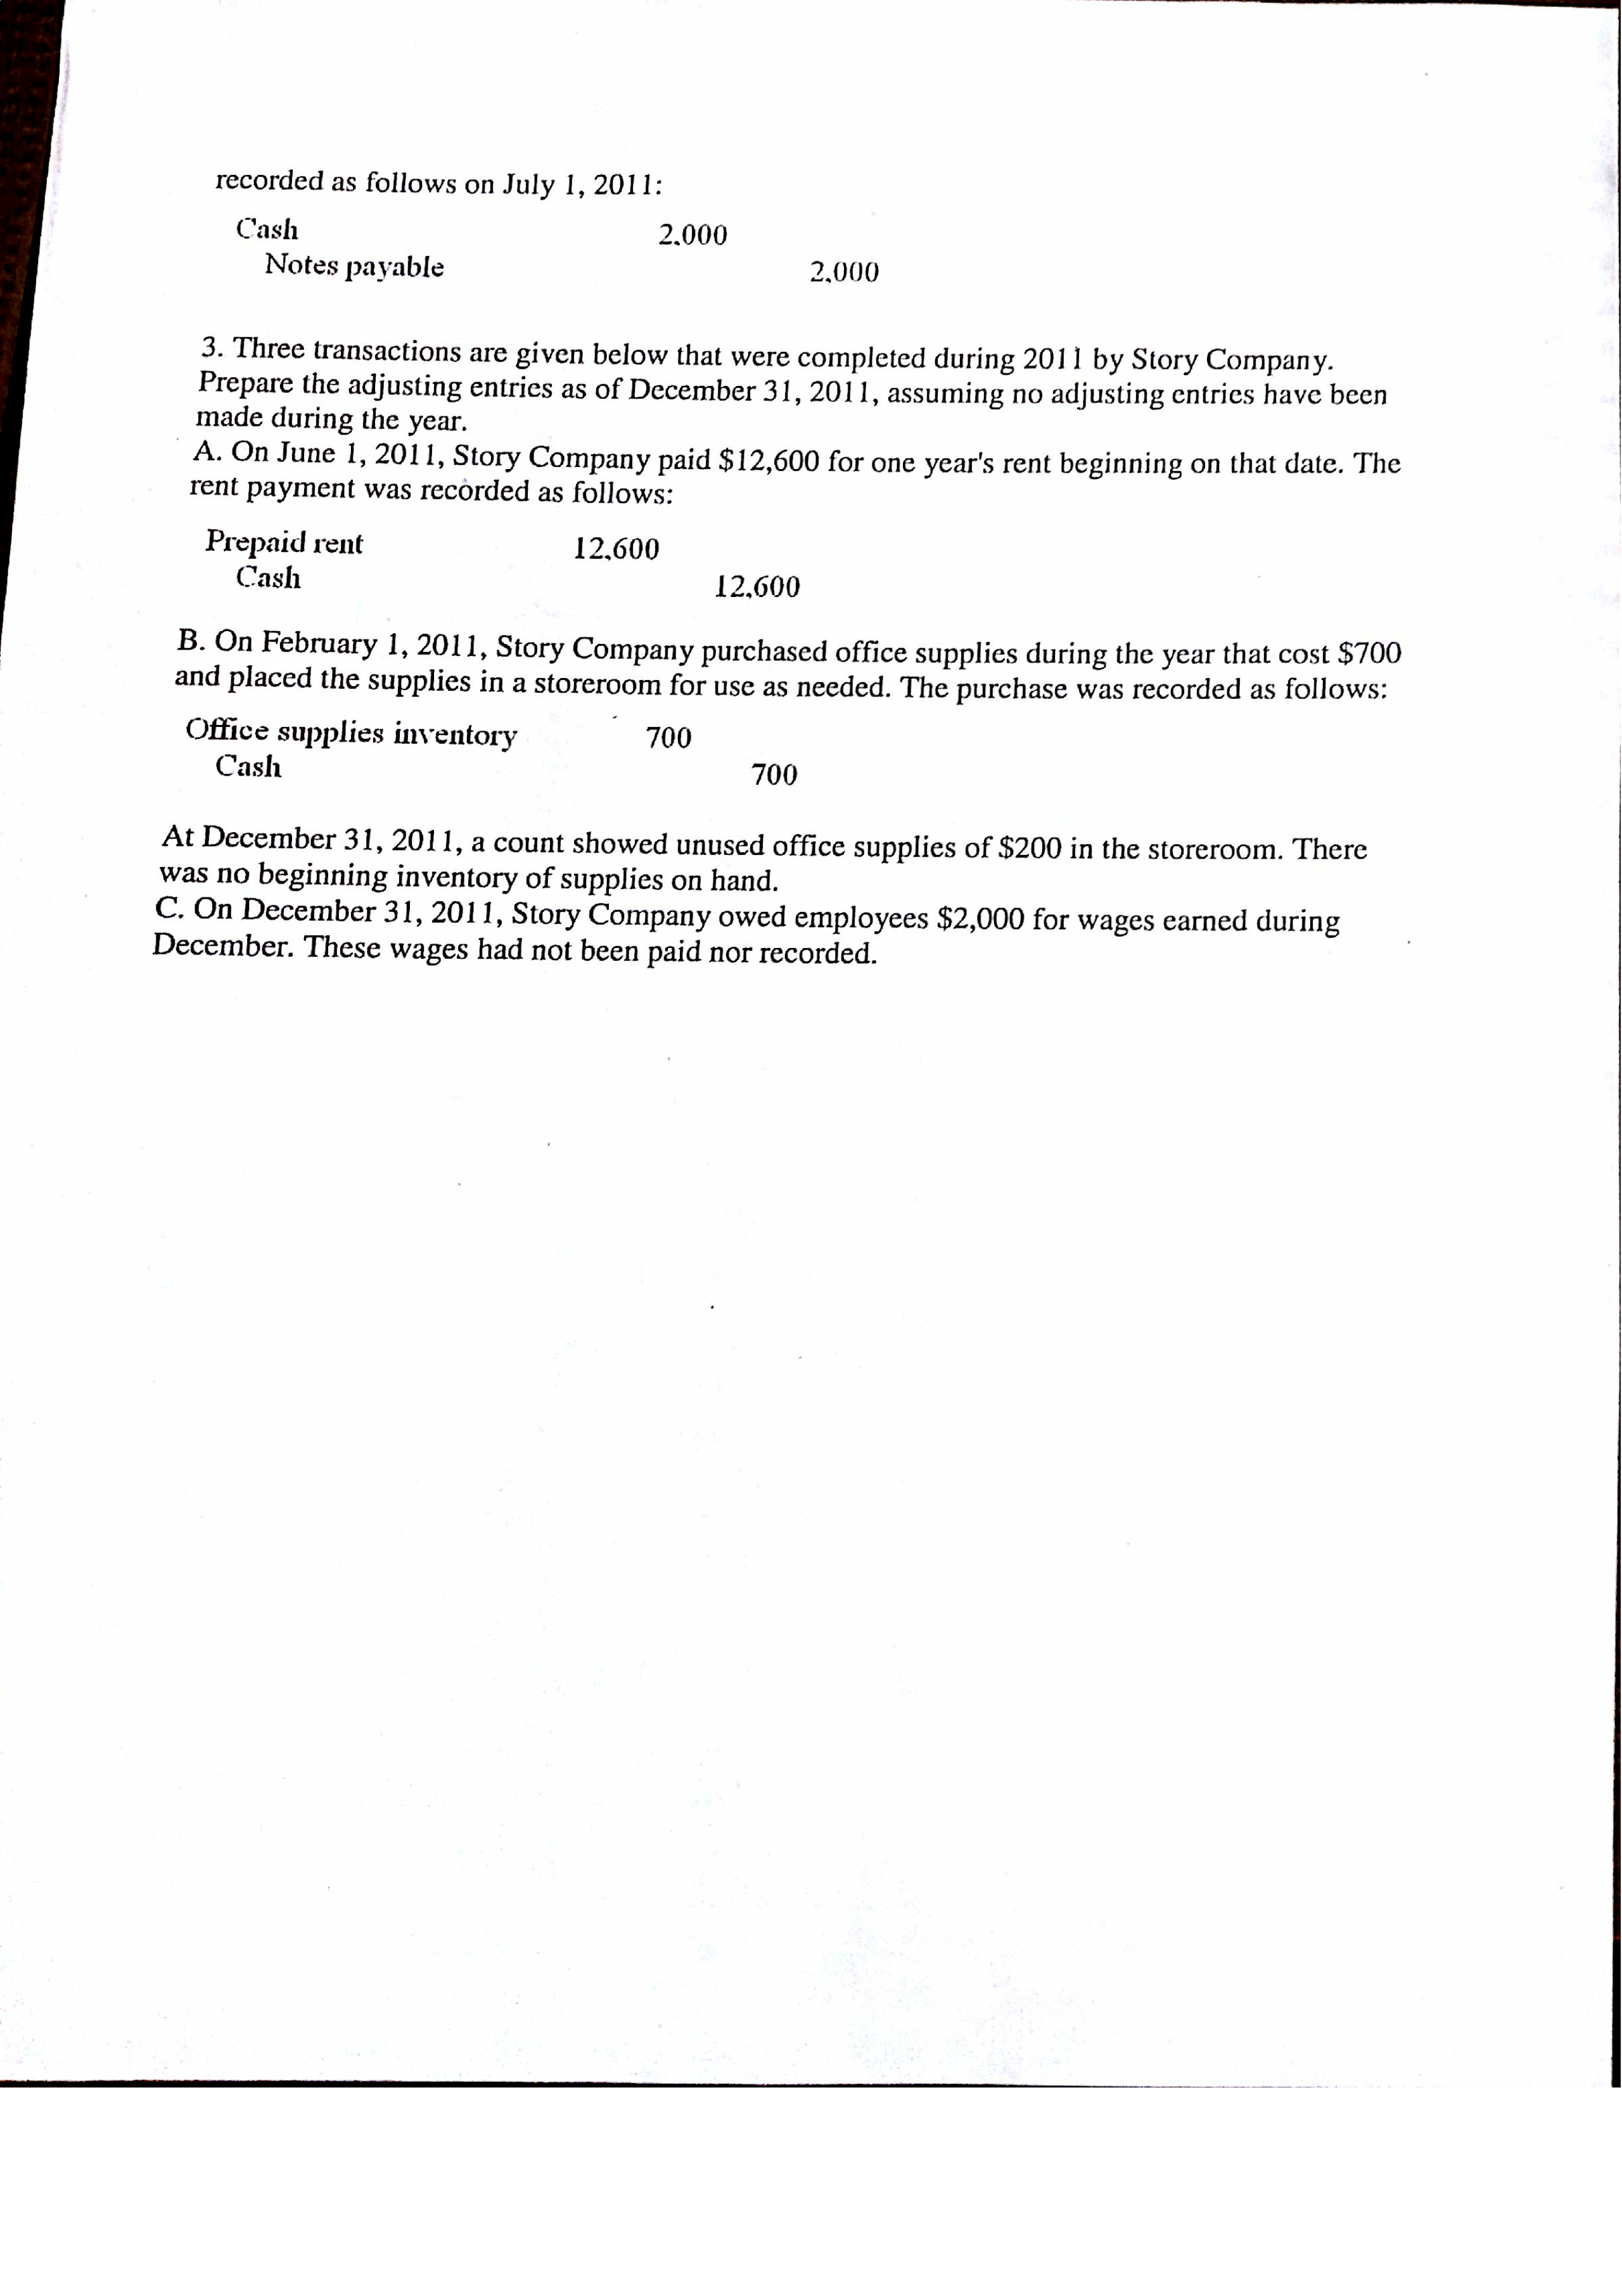 recorded as follows on July 1, 2011:
Cash 2,000
Notes payable 2,000
3. Three transactions are given below that were completed during 2011 by Story Company.
Prepare the adjusting entries as of December 31, 2011, assuming no adjusting entries have been
made during the year.
A. On June 1, 2011, Story Company paid $12,600 for one year's rent beginning on that date. The
rent payment was recorded as follows:
Prepaid rent 12,600
Cash 12,600
B. On February 1, 2011, Story Company purchased office supplies during the year that cost $700
and placed the supplies in a storeroom for use as needed. The purchase was recorded as follows:
Office supplies inventory 700
Cash 700
At December 31, 2011, a count showed unused office supplies of $200 in the storeroom. There
was no beginning inventory of supplies on hand.
C. On December 31, 2011, Story Company owed employees $2,000 for wages earned during
December. These wages had not been paid nor recorded.